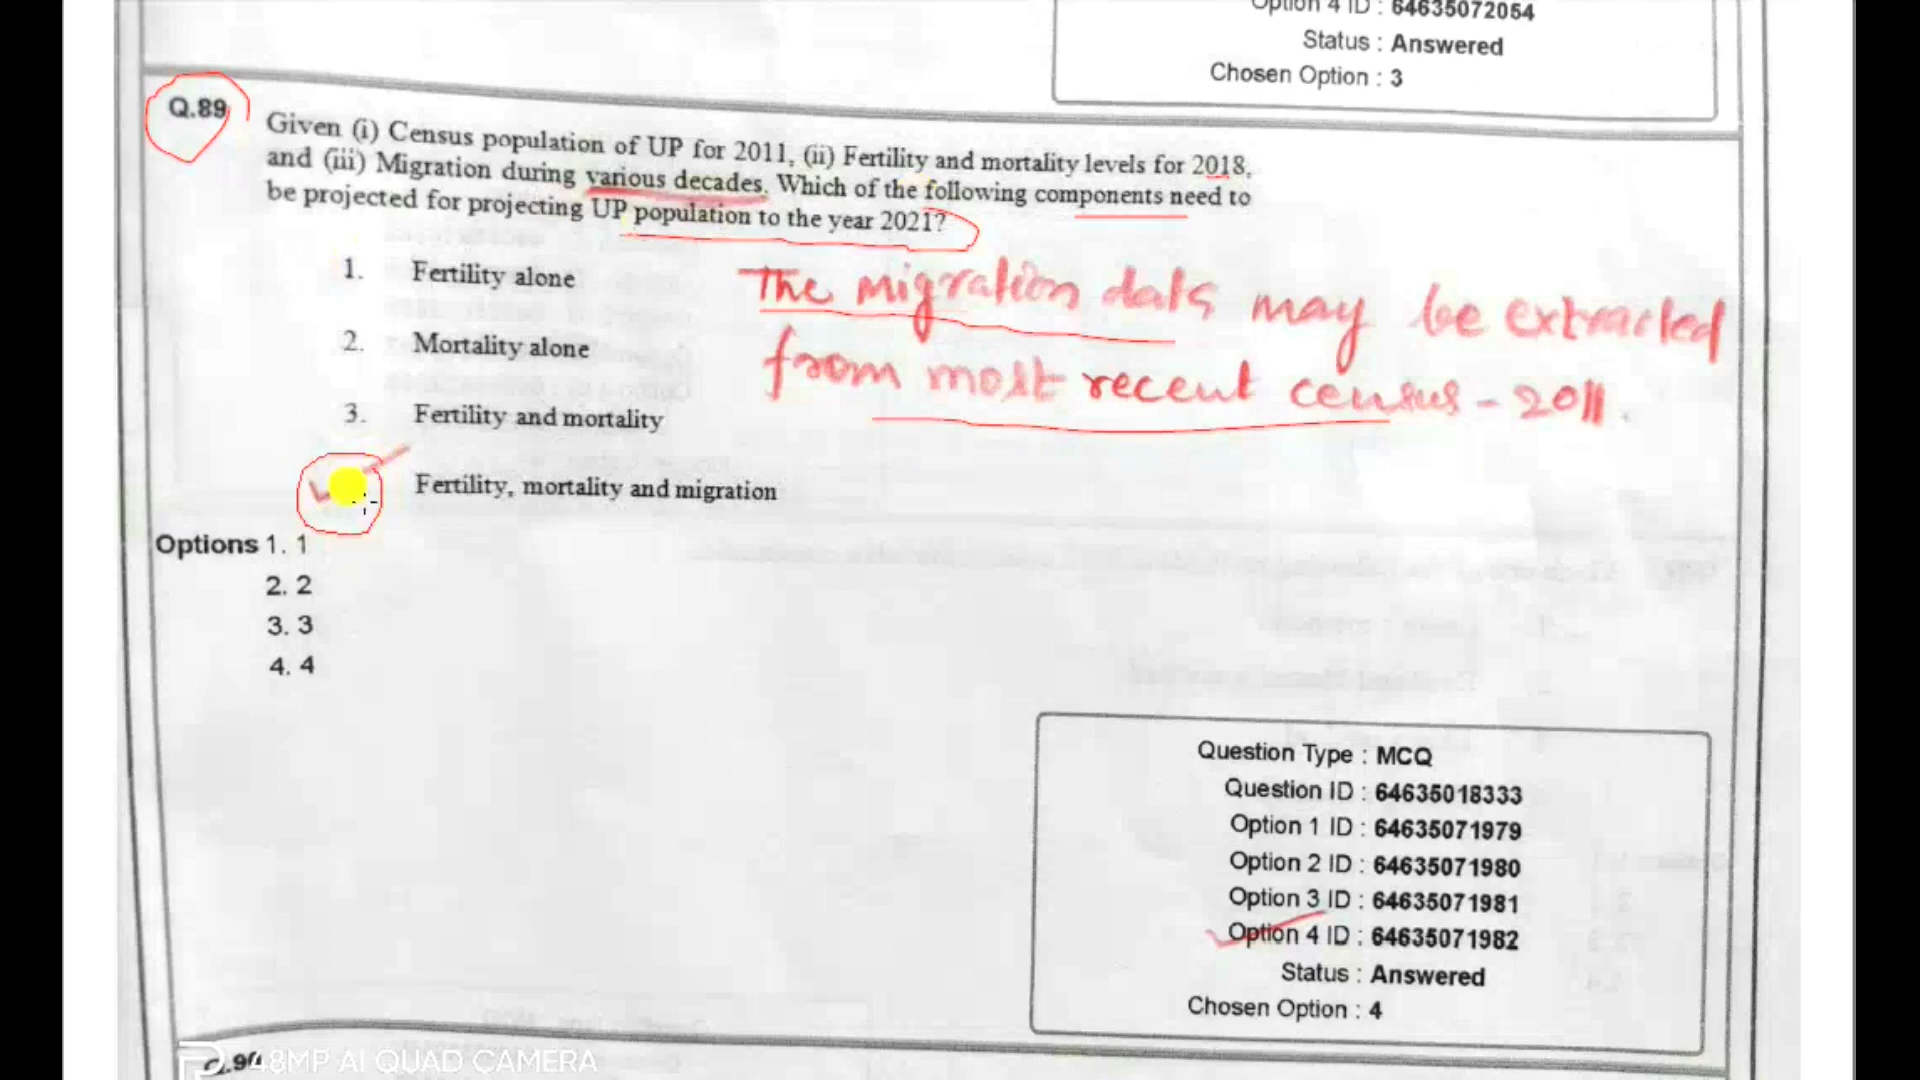 Option 4 ID : 64635072054
Status : Answered
Chosen Option : 3
Q.89
Given (i) Census population of UP for 2011, (ii) Fertility and mortality levels for 2018,
and (iii) Migration during various decades. Which of the following components need to
be projected for projecting UP population to the year 2021?
1. Fertility alone
2. Mortality alone
3. Fertility and mortality
Fertility, mortality and migration
The migration data may be extracted
from most recent census - 2011.
Options 1. 1
2. 2
3. 3
4. 4
Question Type : MCQ
Question ID : 64635018333
Option 1 ID : 64635071979
Option 2 ID : 64635071980
Option 3 ID : 64635071981
Option 4 ID : 64635071982
Status : Answered
Chosen Option : 4
Q.90
48MP AI QUAD CAMERA